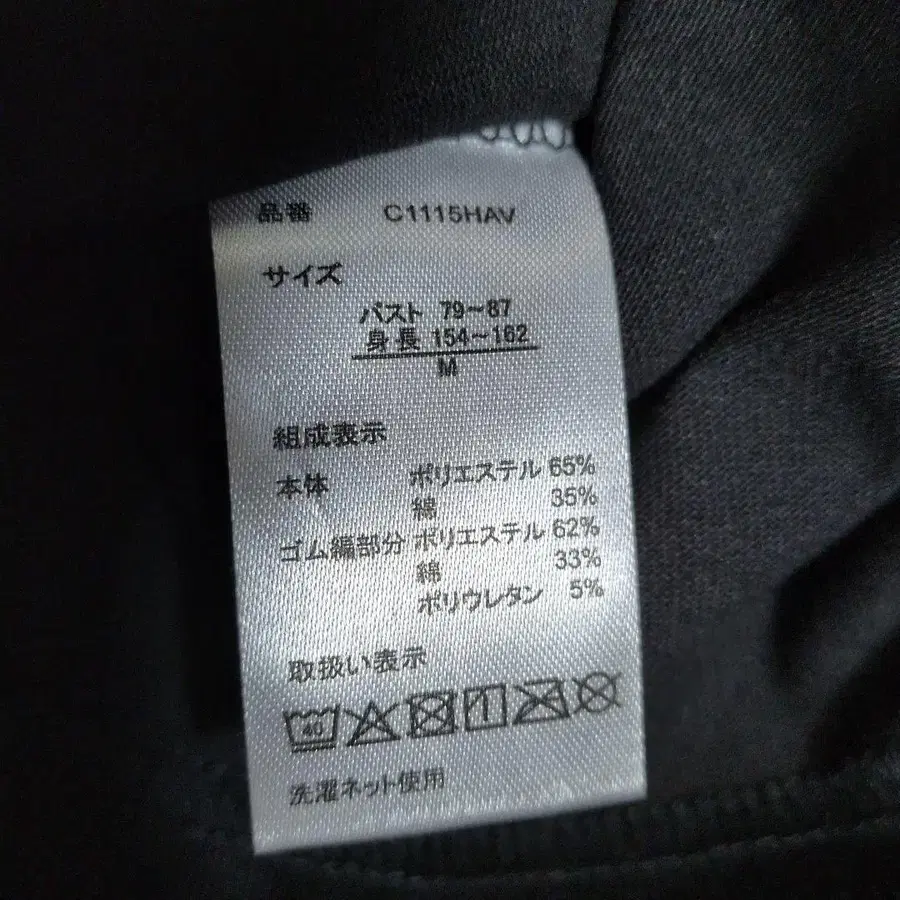 品番 C1115HAV
サイズ
バスト 79〜87
身長 154〜162
M
組成表示
本体 ポリエステル 65%
綿 35%
ゴム編部分 ポリエステル 62%
綿 33%
ポリウレタン 5%
取扱い表示
40
洗濯ネット使用